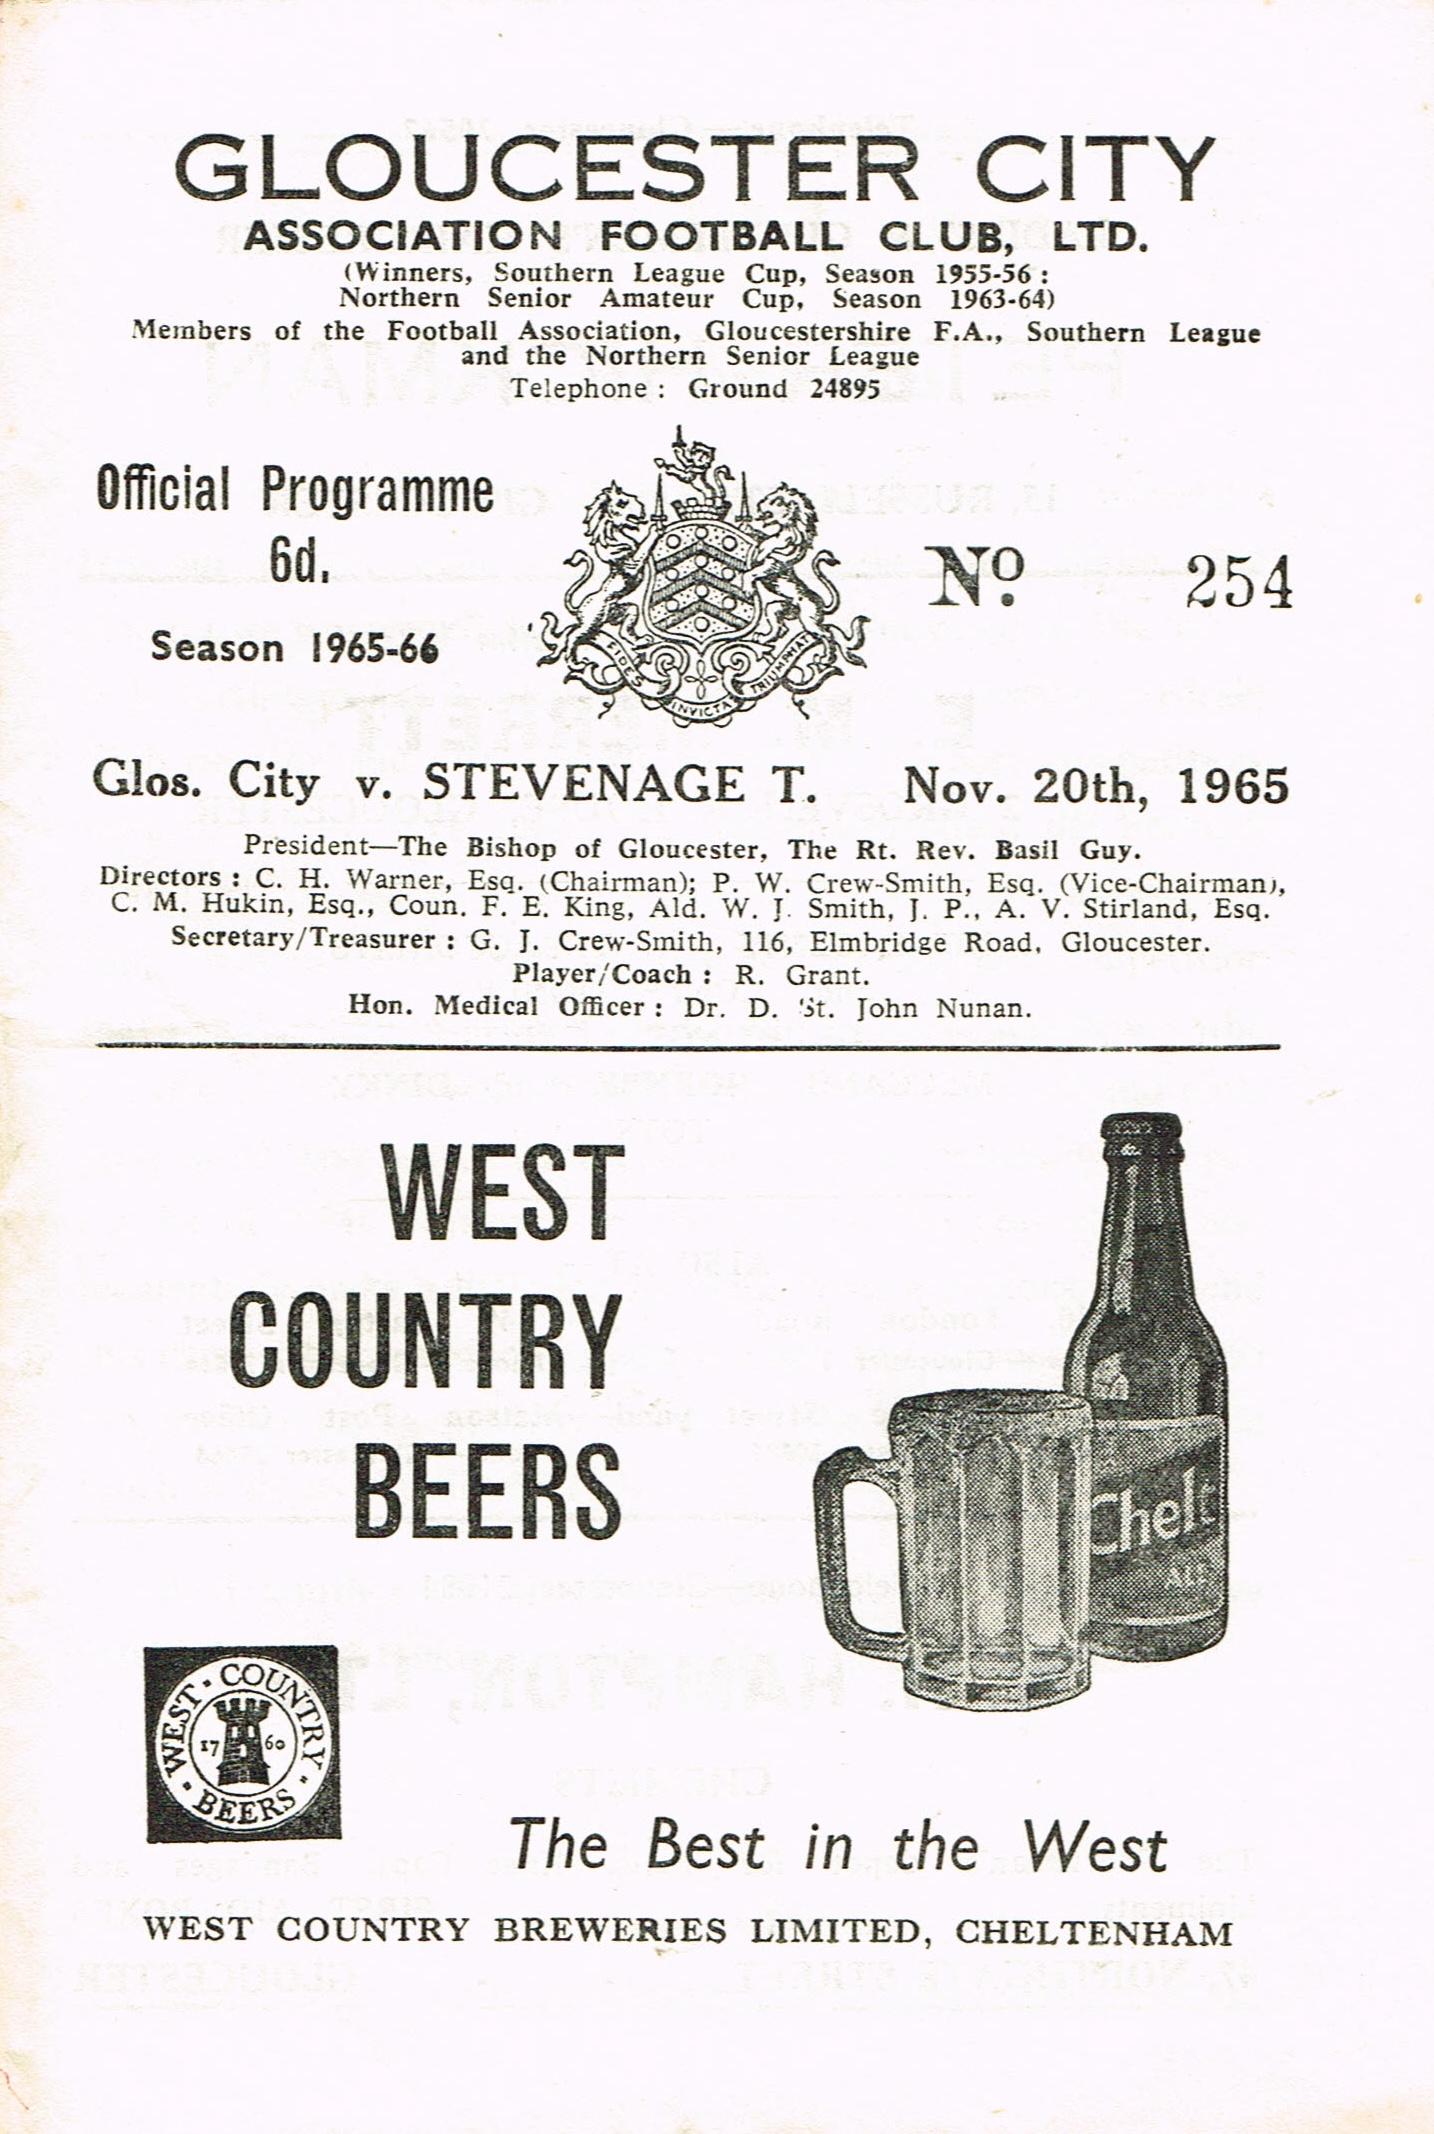 GLOUCESTER CITY
ASSOCIATION FOOTBALL CLUB, LTD.
(Winners, Southern League Cup, Season 1955-56 :
Northern Senior Amateur Cup, Season 1963-64)
Members of the Football Association, Gloucestershire F.A., Southern League
and the Northern Senior League
Telephone : Ground 24895
Official Programme
6d.
Season 1965-66
FIDES INVICTA TRIUMPHAT
No. 254
Glos. City v. STEVENAGE T. Nov. 20th, 1965
President—The Bishop of Gloucester, The Rt. Rev. Basil Guy.
Directors : C. H. Warner, Esq. (Chairman); P. W. Crew-Smith, Esq. (Vice-Chairman),
C. M. Hukin, Esq., Coun. F. E. King, Ald. W. J. Smith, J. P., A. V. Stirland, Esq.
Secretary/Treasurer : G. J. Crew-Smith, 116, Elmbridge Road, Gloucester.
Player/Coach : R. Grant.
Hon. Medical Officer : Dr. D. St. John Nunan.
WEST
COUNTRY
BEERS
Chelt
ALE
WEST · COUNTRY · BEERS
17 60
The Best in the West
WEST COUNTRY BREWERIES LIMITED, CHELTENHAM